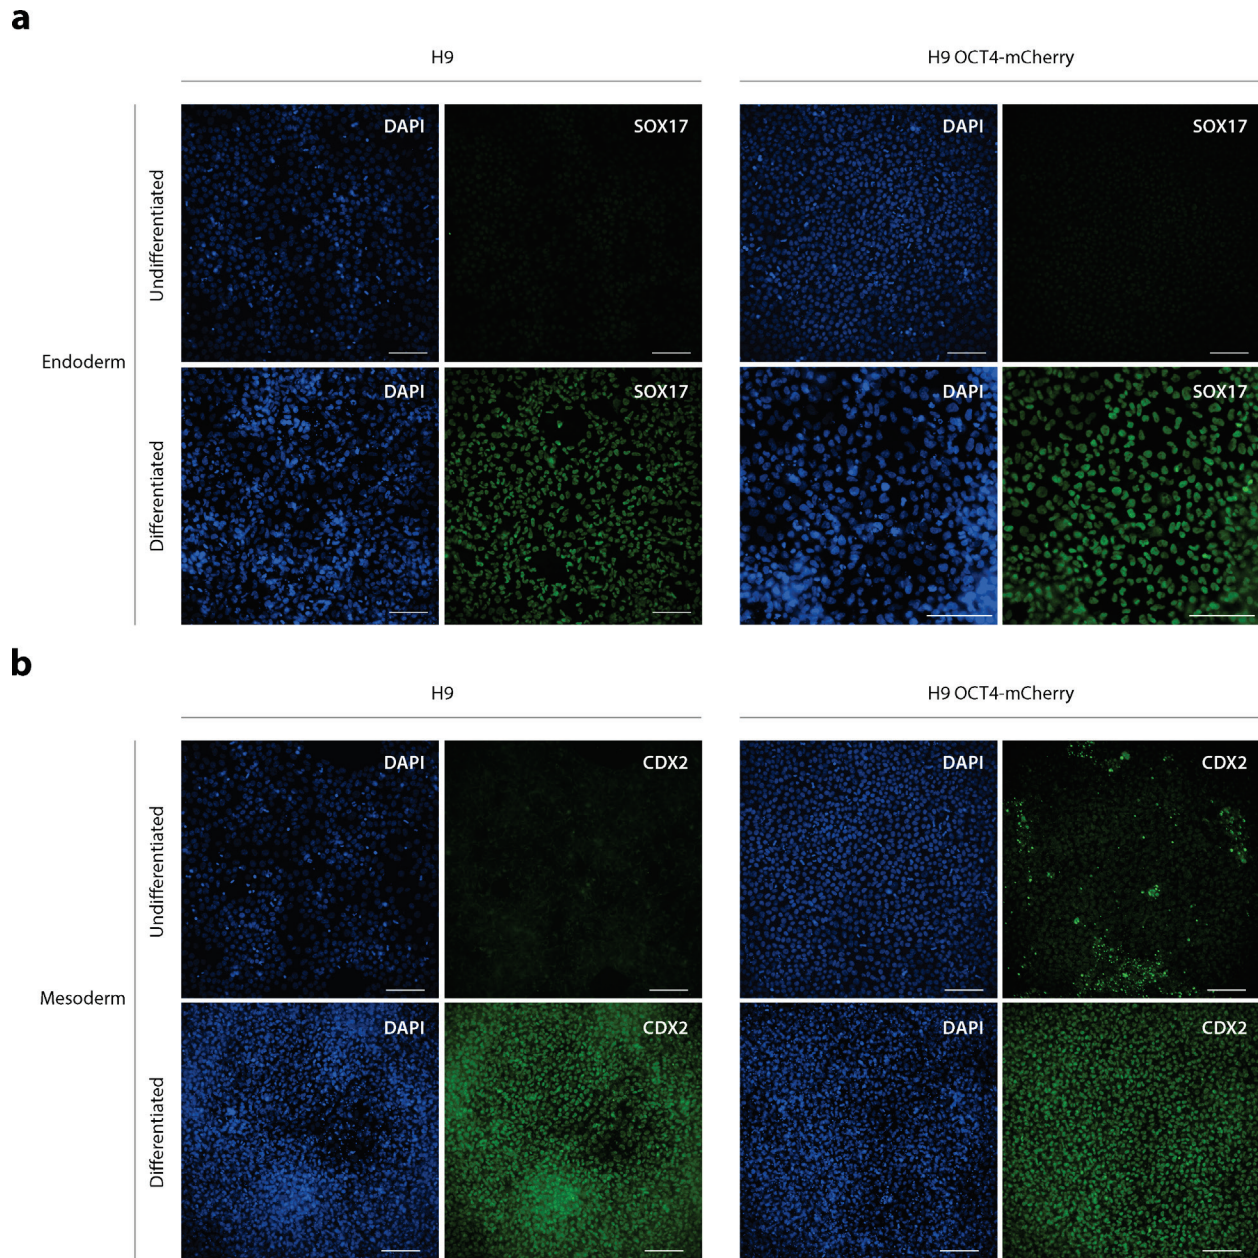 a
H9
H9 OCT4-mCherry
Endoderm
Undifferentiated
DAPI
SOX17
DAPI
SOX17
Differentiated
DAPI
SOX17
DAPI
SOX17
b
H9
H9 OCT4-mCherry
Mesoderm
Undifferentiated
DAPI
CDX2
DAPI
CDX2
Differentiated
DAPI
CDX2
DAPI
CDX2